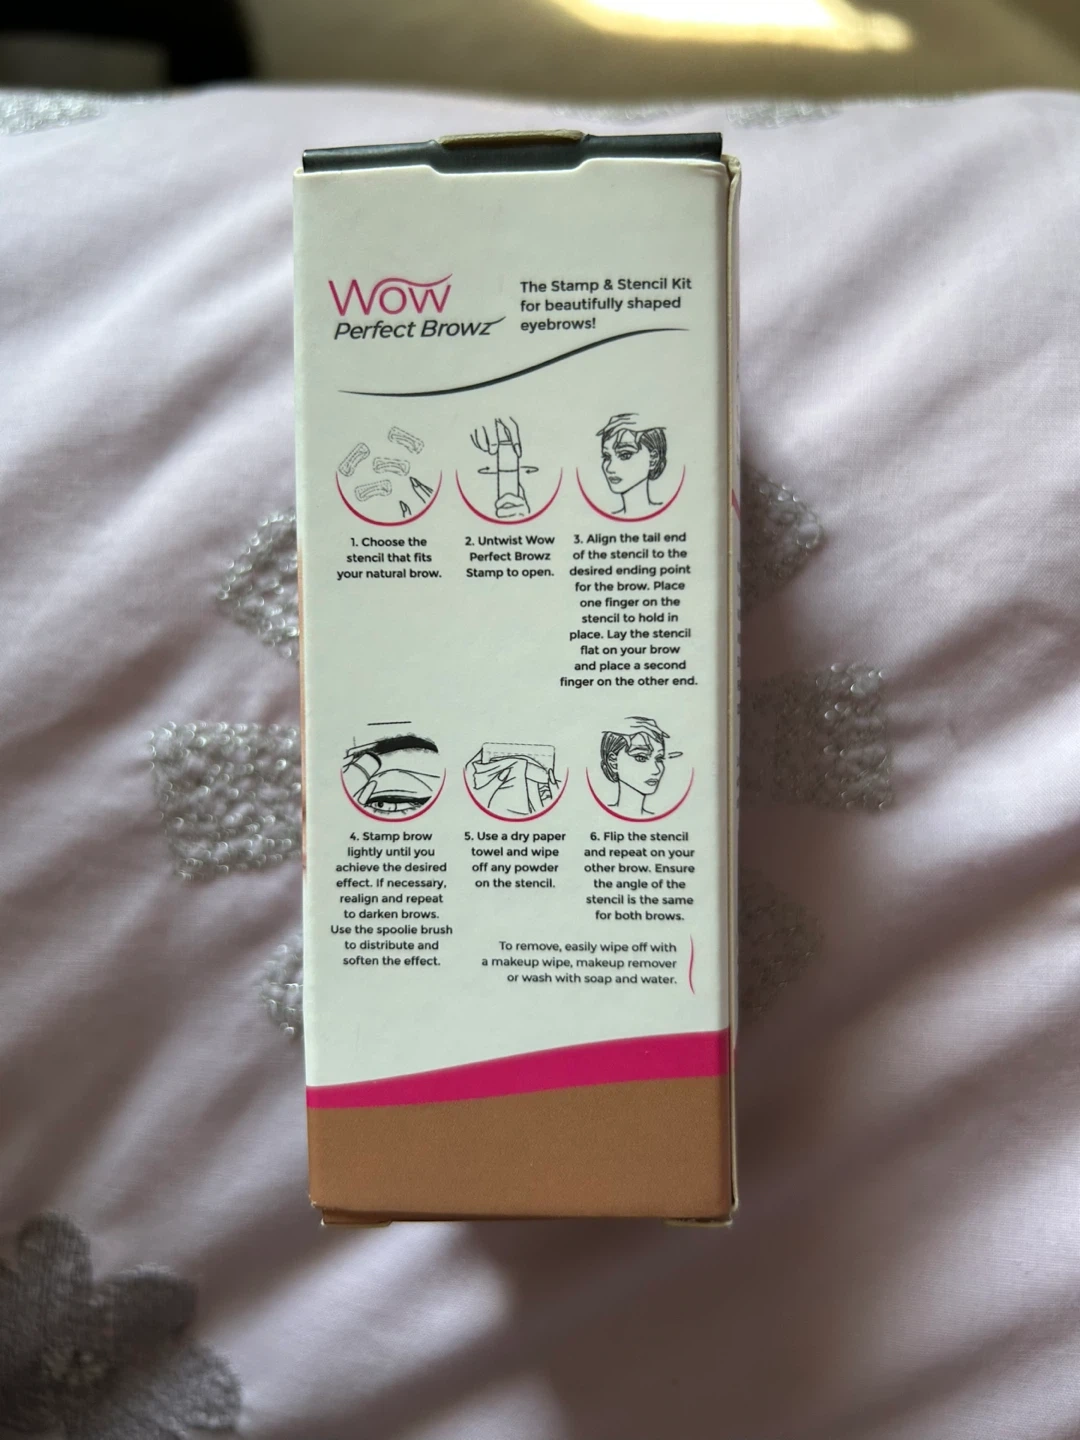 Wow
Perfect Browz
The Stamp & Stencil Kit
for beautifully shaped
eyebrows!
1. Choose the
stencil that fits
your natural brow.
2. Untwist Wow
Perfect Browz
Stamp to open.
3. Align the tail end
of the stencil to the
desired ending point
for the brow. Place
one finger on the
stencil to hold in
place. Lay the stencil
flat on your brow
and place a second
finger on the other end.
4. Stamp brow
lightly until you
achieve the desired
effect. If necessary,
realign and repeat
to darken brows.
Use the spoolie brush
to distribute and
soften the effect.
5. Use a dry paper
towel and wipe
off any powder
on the stencil.
6. Flip the stencil
and repeat on your
other brow. Ensure
the angle of the
stencil is the same
for both brows.
To remove, easily wipe off with
a makeup wipe, makeup remover
or wash with soap and water.